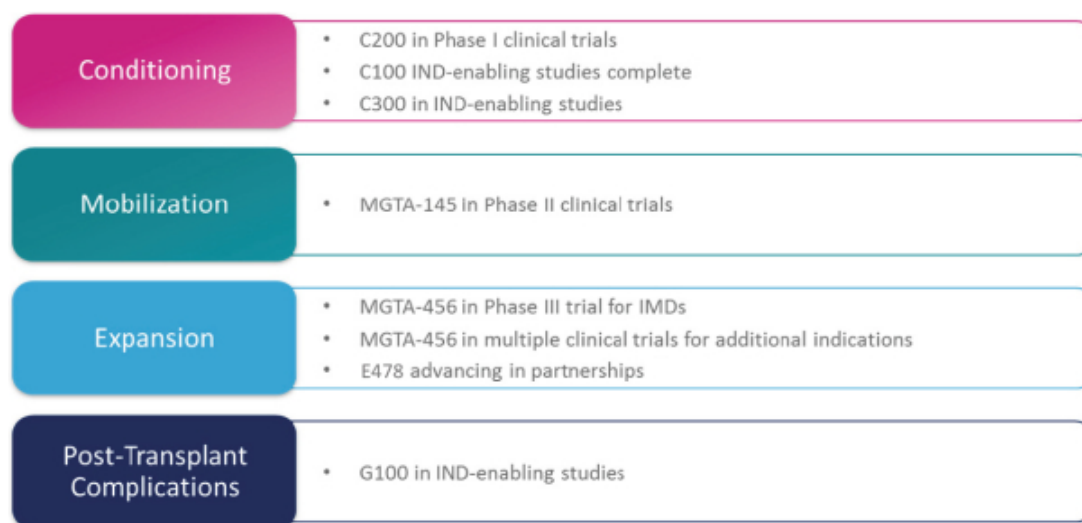 Conditioning
• C200 in Phase I clinical trials
• C100 IND-enabling studies complete
• C300 in IND-enabling studies
Mobilization
• MGTA-145 in Phase II clinical trials
Expansion
• MGTA-456 in Phase III trial for IMDs
• MGTA-456 in multiple clinical trials for additional indications
• E478 advancing in partnerships
Post-Transplant
Complications
• G100 in IND-enabling studies